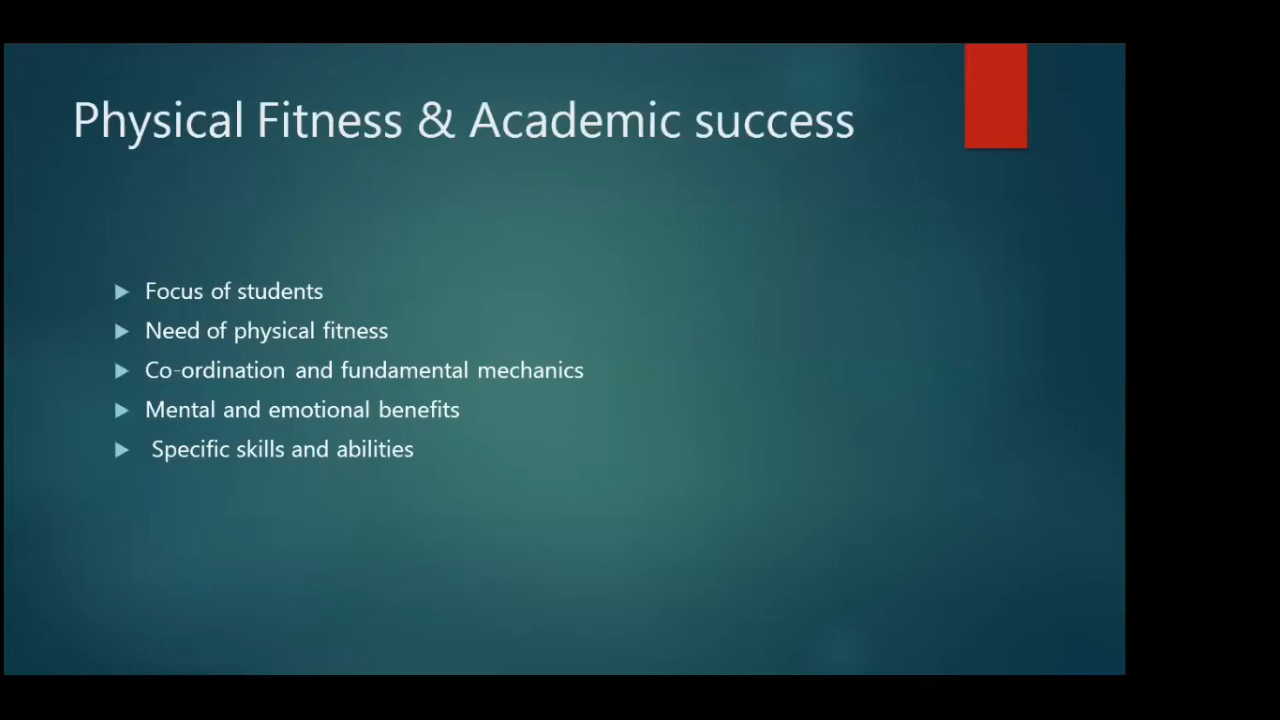 Physical Fitness & Academic success
Focus of students
Need of physical fitness
Co-ordination and fundamental mechanics
Mental and emotional benefits
Specific skills and abilities